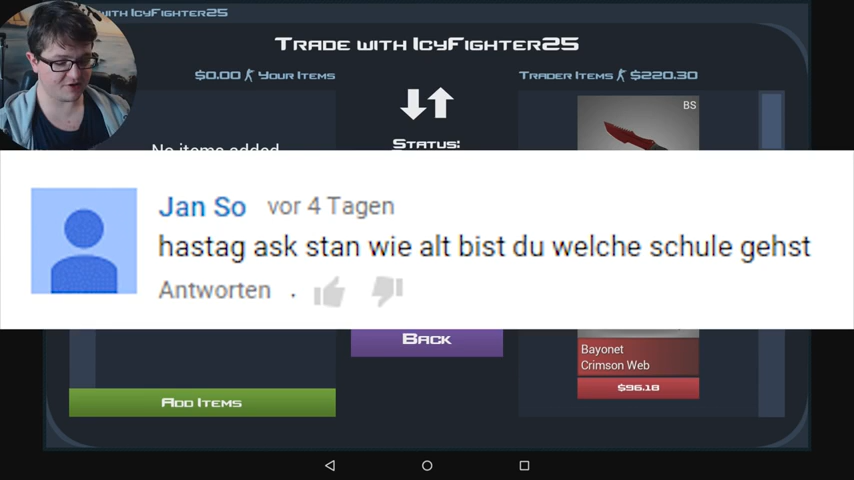 WITH ICYFIGHTER25
TRADE WITH ICYFIGHTER25
$0.00 YOUR ITEMS
TRADER ITEMS $220.30
BS
STATUS:
No items added
Jan So vor 4 Tagen
hastag ask stan wie alt bist du welche schule gehst
Antworten .
BACK
Bayonet
Crimson Web
$96.18
ADD ITEMS